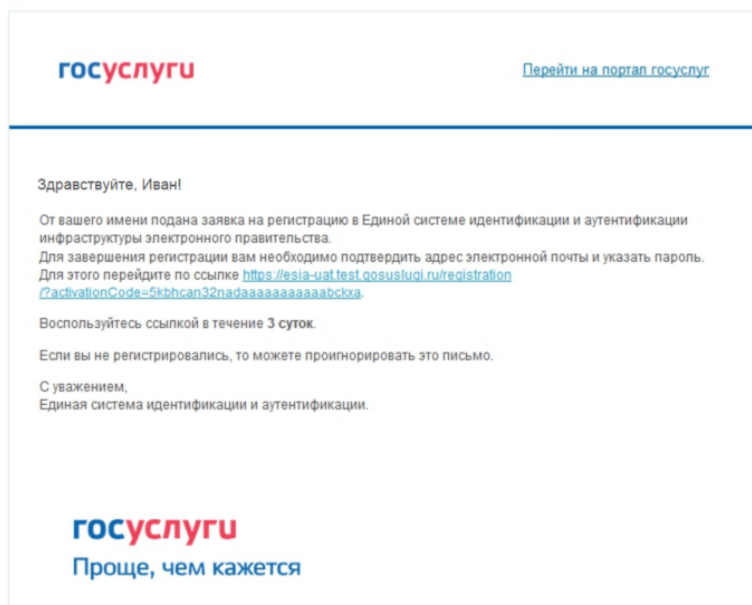 госуслуги
Перейти на портал госуслуг
Здравствуйте, Иван!
От вашего имени подана заявка на регистрацию в Единой системе идентификации и аутентификации
инфраструктуры электронного правительства.
Для завершения регистрации вам необходимо подтвердить адрес электронной почты и указать пароль.
Для этого перейдите по ссылке https://esia-uat.test.gosuslugi.ru/registration
/?activationCode=5kbhcan32nadaaaaaaaaaaabckxa.
Воспользуйтесь ссылкой в течение 3 суток.
Если вы не регистрировались, то можете проигнорировать это письмо.
С уважением,
Единая система идентификации и аутентификации.
госуслуги
Проще, чем кажется